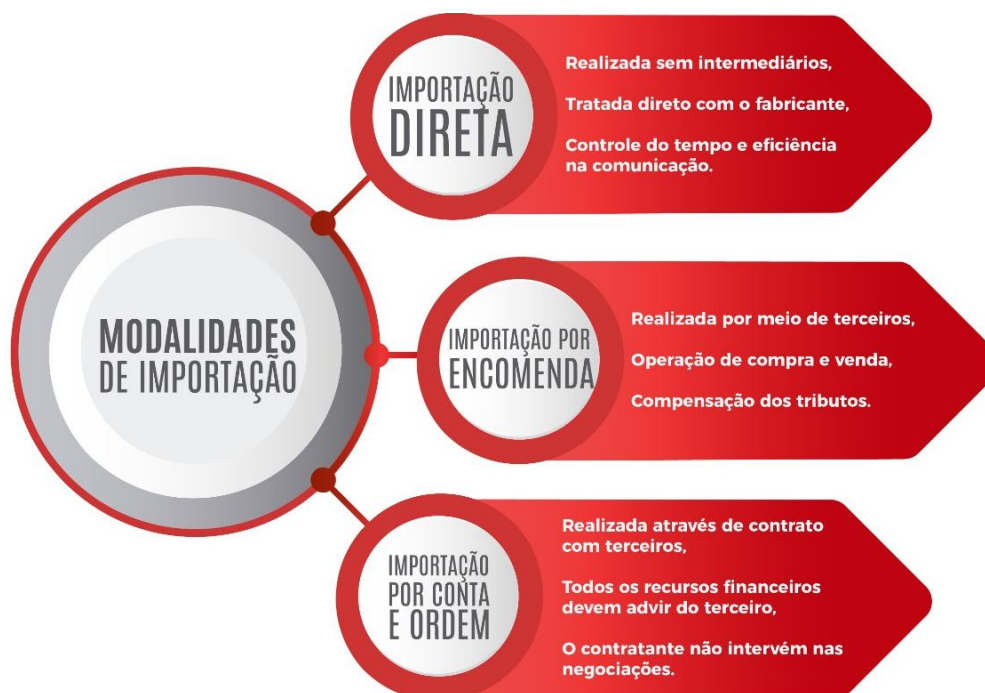 MODALIDADES
DE IMPORTAÇÃO
IMPORTAÇÃO
DIRETA
Realizada sem intermediários,
Tratada direto com o fabricante,
Controle do tempo e eficiência
na comunicação.
IMPORTAÇÃO POR
ENCOMENDA
Realizada por meio de terceiros,
Operação de compra e venda,
Compensação dos tributos.
IMPORTAÇÃO
POR CONTA
E ORDEM
Realizada através de contrato
com terceiros,
Todos os recursos financeiros
devem advir do terceiro,
O contratante não intervém nas
negociações.